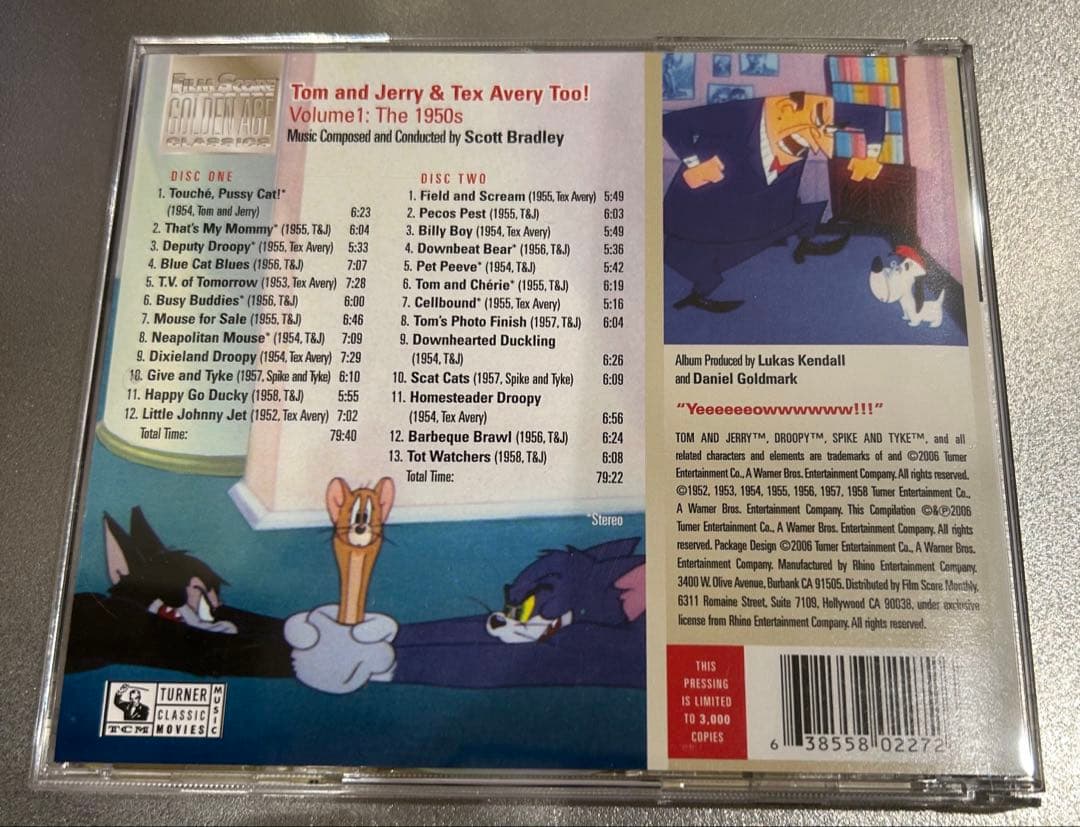 FILM SCORE
GOLDEN AGE
CLASSICS
Tom and Jerry & Tex Avery Too!
Volume1: The 1950s
Music Composed and Conducted by Scott Bradley
DISC ONE
1. Touché, Pussy Cat!*
(1954, Tom and Jerry) 6:23
2. That's My Mommy* (1955, T&J) 6:04
3. Deputy Droopy* (1955, Tex Avery) 5:33
4. Blue Cat Blues (1956, T&J) 7:07
5. T.V. of Tomorrow (1953, Tex Avery) 7:28
6. Busy Buddies* (1956, T&J) 6:00
7. Mouse for Sale (1955, T&J) 6:46
8. Neapolitan Mouse* (1954, T&J) 7:09
9. Dixieland Droopy (1954, Tex Avery) 7:29
10. Give and Tyke (1957, Spike and Tyke) 6:10
11. Happy Go Ducky (1958, T&J) 5:55
12. Little Johnny Jet (1952, Tex Avery) 7:02
Total Time: 79:40
DISC TWO
1. Field and Scream (1955, Tex Avery) 5:49
2. Pecos Pest (1955, T&J) 6:03
3. Billy Boy (1954, Tex Avery) 5:49
4. Downbeat Bear* (1956, T&J) 5:36
5. Pet Peeve* (1954, T&J) 5:42
6. Tom and Chérie* (1955, T&J) 6:19
7. Cellbound* (1955, Tex Avery) 5:16
8. Tom's Photo Finish (1957, T&J) 6:04
9. Downhearted Duckling
(1954, T&J) 6:26
10. Scat Cats (1957, Spike and Tyke) 6:09
11. Homesteader Droopy
(1954, Tex Avery) 6:56
12. Barbeque Brawl (1956, T&J) 6:24
13. Tot Watchers (1958, T&J) 6:08
Total Time: 79:22
*Stereo
Album Produced by Lukas Kendall
and Daniel Goldmark
"Yeeeeeeowwwwwww!!!"
TOM AND JERRY™, DROOPY™, SPIKE AND TYKE™, and all
related characters and elements are trademarks of and ©2006 Turner
Entertainment Co., A Warner Bros. Entertainment Company. All rights reserved.
©1952, 1953, 1954, 1955, 1956, 1957, 1958 Turner Entertainment Co.,
A Warner Bros. Entertainment Company. This Compilation ©&℗2006
Turner Entertainment Co., A Warner Bros. Entertainment Company. All rights
reserved. Package Design ©2006 Turner Entertainment Co., A Warner Bros.
Entertainment Company. Manufactured by Rhino Entertainment Company,
3400 W. Olive Avenue, Burbank CA 91505. Distributed by Film Score Monthly,
6311 Romaine Street, Suite 7109, Hollywood CA 90038, under exclusive
license from Rhino Entertainment Company. All rights reserved.
THIS
PRESSING
IS LIMITED
TO 3,000
COPIES
6 38558 02272
TCM
TURNER
CLASSIC
MOVIES
MUSIC